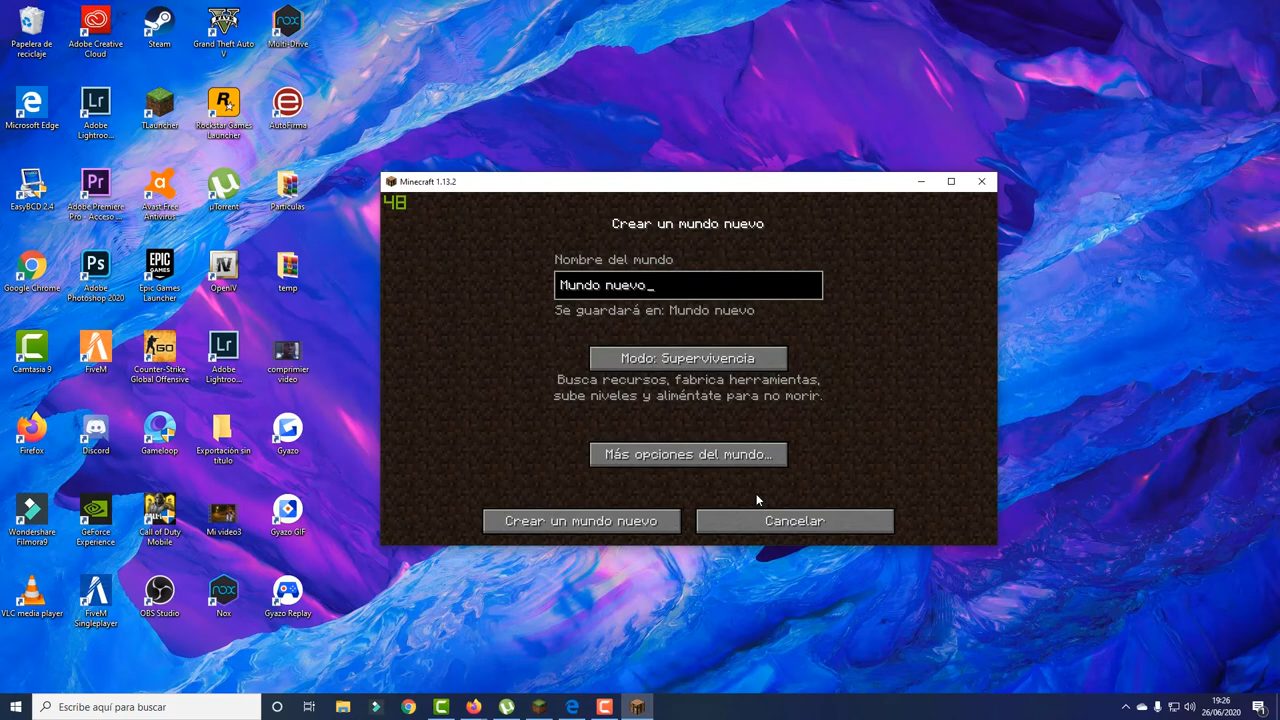 Papelera de
reciclaje
Adobe Creative
Cloud
Steam
Grand Theft Auto
V
Multi-Drive
Microsoft Edge
Adobe
Lightroo...
TLauncher
Rockstar Games
Launcher
AutoFirma
EasyBCD 2.4
Adobe Premiere
Pro - Acceso ...
Avast Free
Antivirus
µTorrent
Particulas
Google Chrome
Adobe
Photoshop 2020
Epic Games
Launcher
OpenIV
temp
Camtasia 9
FiveM
Counter-Strike
Global Offensive
Adobe
Lightroo...
comprimier
video
Firefox
Discord
Gameloop
Exportación sin
título
Gyazo
Wondershare
Filmora9
GeForce
Experience
Call of Duty
Mobile
Mi video3
Gyazo GIF
VLC media player
FiveM
Singleplayer
OBS Studio
Nox
Gyazo Replay
Minecraft 1.13.2
48
Crear un mundo nuevo
Nombre del mundo
Mundo nuevo_
Se guardará en: Mundo nuevo
Modo: Supervivencia
Busca recursos, fabrica herramientas,
sube niveles y aliméntate para no morir.
Más opciones del mundo...
Crear un mundo nuevo
Cancelar
Escribe aquí para buscar
19:26
26/06/2020